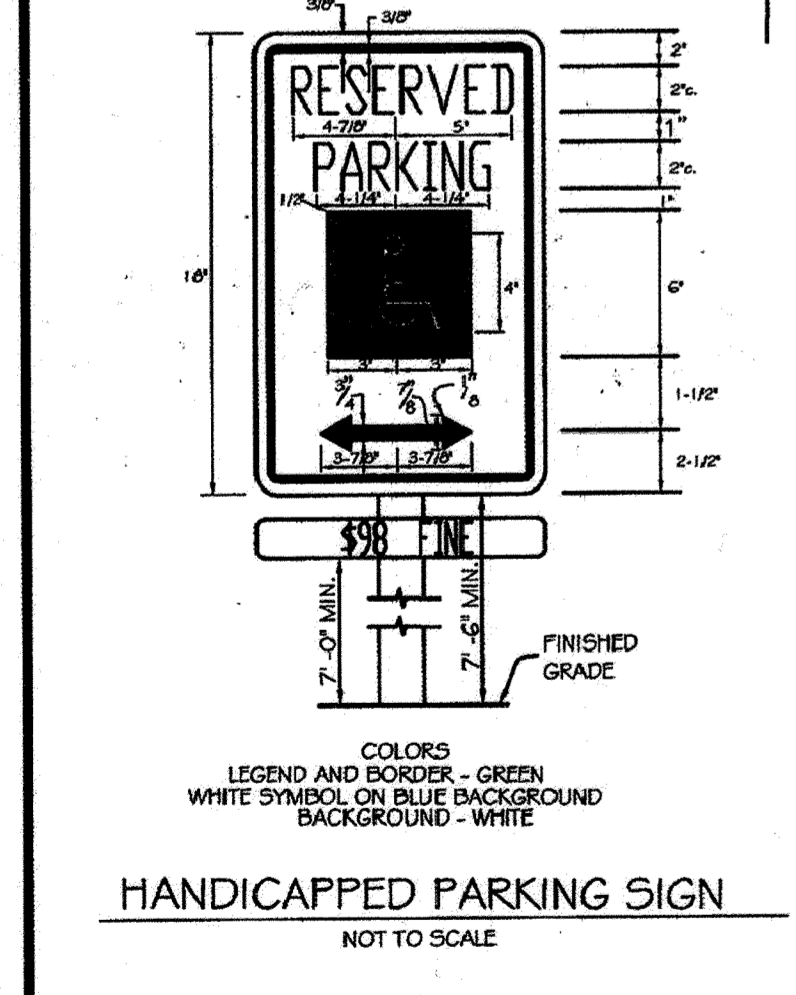 3/8"
3/8"
2"
RESERVED
2"c.
4-7/8" 5"
1"
PARKING
2"c.
1/2" 4-1/4" 4-1/4"
1"
18"
4"
6"
3" 3"
3/4" 7/8 1/8"
1-1/2"
3-7/8" 3-7/8"
2-1/2"
$98 FINE
7'-0" MIN.
7'-6" MIN.
FINISHED
GRADE
COLORS
LEGEND AND BORDER - GREEN
WHITE SYMBOL ON BLUE BACKGROUND
BACKGROUND - WHITE
HANDICAPPED PARKING SIGN
NOT TO SCALE